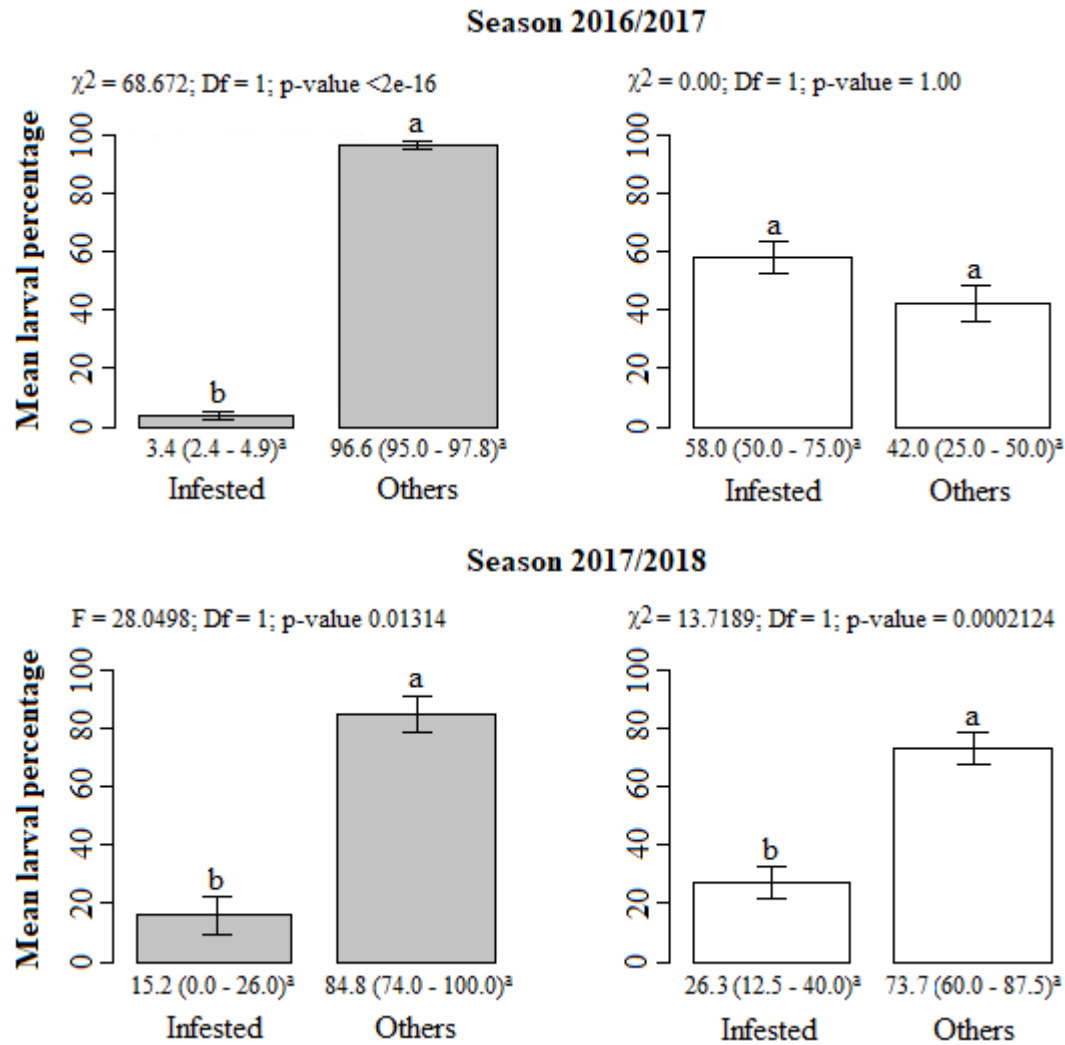 Season 2016/2017
χ2 = 68.672; Df = 1; p-value <2e-16
χ2 = 0.00; Df = 1; p-value = 1.00
Mean larval percentage
0 20 40 60 80 100
b
a
3.4 (2.4 - 4.9)ª
96.6 (95.0 - 97.8)ª
Infested
Others
0 20 40 60 80 100
a
a
58.0 (50.0 - 75.0)ª
42.0 (25.0 - 50.0)ª
Infested
Others
Season 2017/2018
F = 28.0498; Df = 1; p-value 0.01314
χ2 = 13.7189; Df = 1; p-value = 0.0002124
Mean larval percentage
0 20 40 60 80 100
b
a
15.2 (0.0 - 26.0)ª
84.8 (74.0 - 100.0)ª
Infested
Others
0 20 40 60 80 100
b
a
26.3 (12.5 - 40.0)ª
73.7 (60.0 - 87.5)ª
Infested
Others